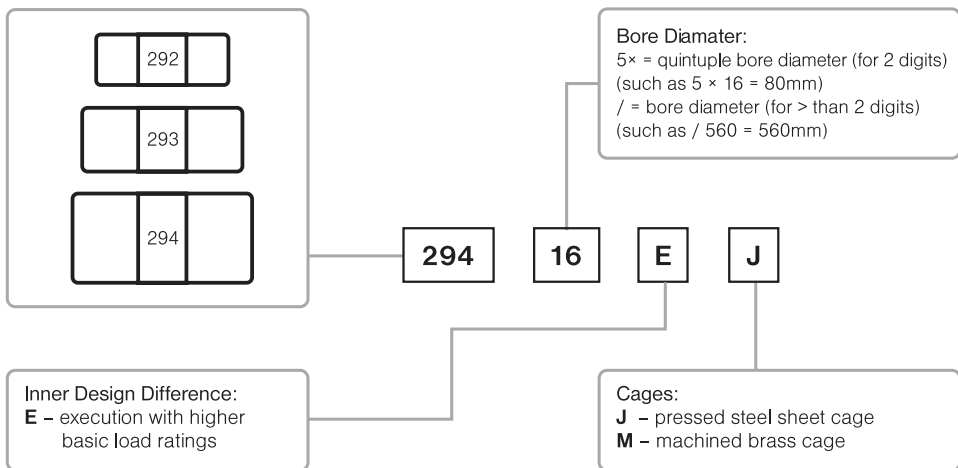 292
293
294
Bore Diamater:
5× = quintuple bore diameter (for 2 digits)
(such as 5 × 16 = 80mm)
/ = bore diameter (for > than 2 digits)
(such as / 560 = 560mm)
294 16 E J
Inner Design Difference:
E – execution with higher
basic load ratings
Cages:
J – pressed steel sheet cage
M – machined brass cage